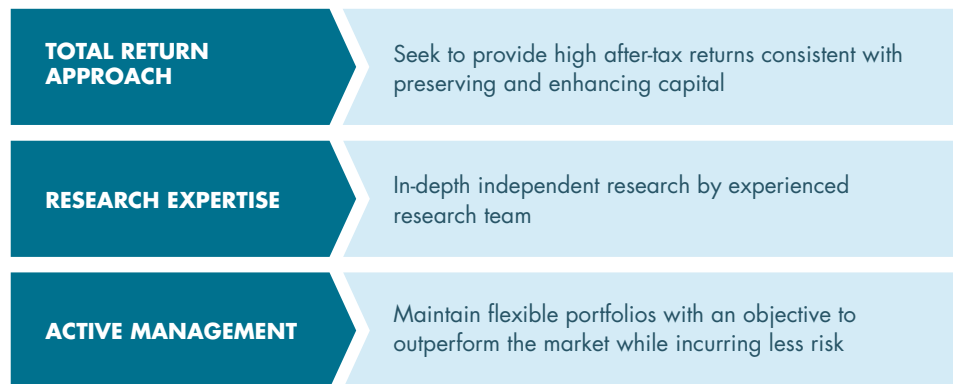 TOTAL RETURN
APPROACH
Seek to provide high after-tax returns consistent with
preserving and enhancing capital
RESEARCH EXPERTISE
In-depth independent research by experienced
research team
ACTIVE MANAGEMENT
Maintain flexible portfolios with an objective to
outperform the market while incurring less risk